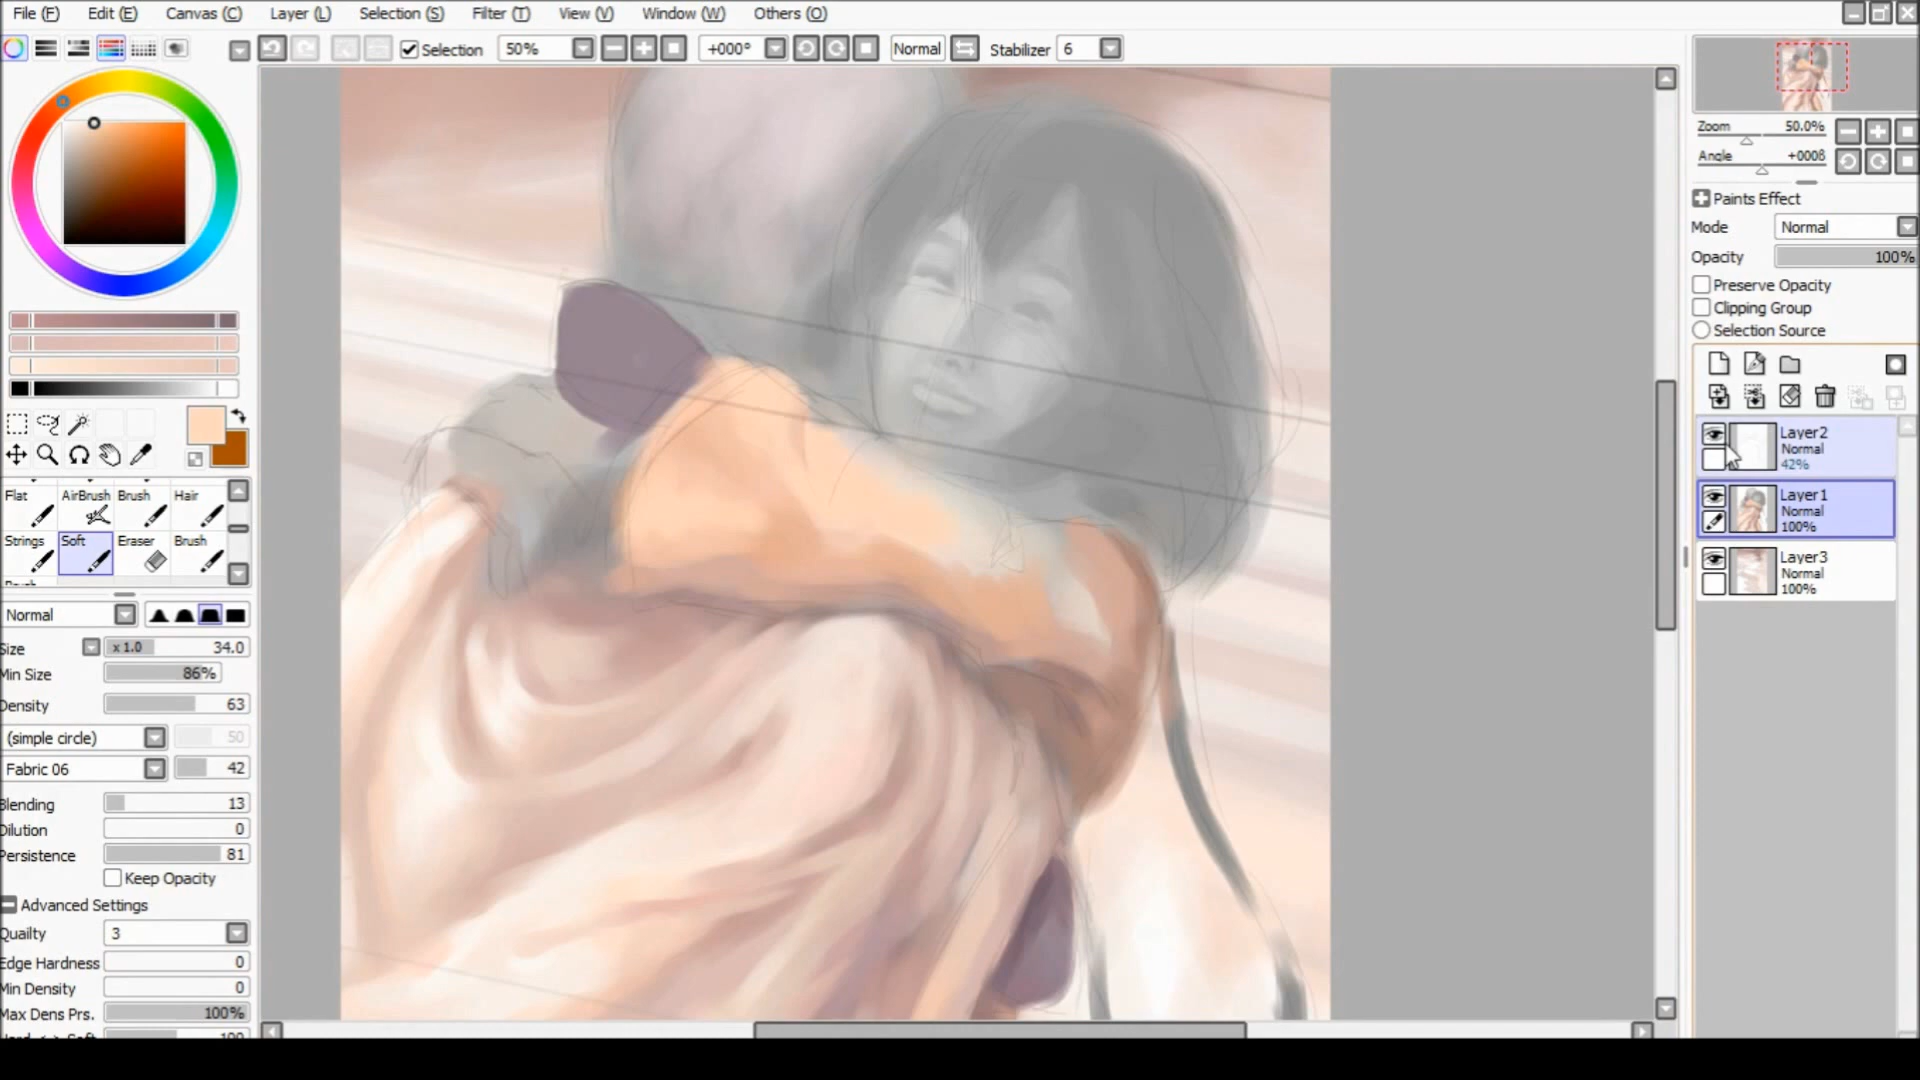 File (F) Edit (E) Canvas (C) Layer (L) Selection (S) Filter (T) View (V) Window (W) Others (O)
Selection 50% +000° Normal Stabilizer 6
Zoom 50.0%
Angle +000ß
Paints Effect
Mode Normal
Opacity 100%
Preserve Opacity
Clipping Group
Selection Source
Layer2
Normal
42%
Layer1
Normal
100%
Layer3
Normal
100%
Flat AirBrush Brush Hair
Strings Soft Eraser Brush
Normal
Size x 1.0 34.0
Min Size 86%
Density 63
(simple circle) 50
Fabric 06 42
Blending 13
Dilution 0
Persistence 81
Keep Opacity
Advanced Settings
Quailty 3
Edge Hardness 0
Min Density 0
Max Dens Prs. 100%